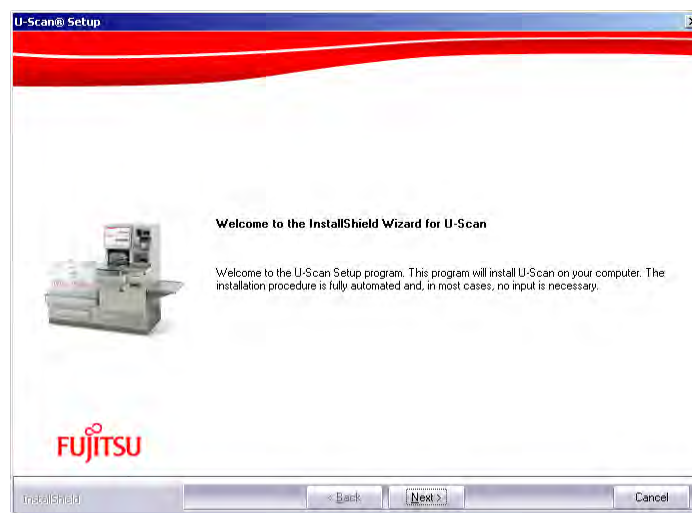 U-Scan® Setup
Welcome to the InstallShield Wizard for U-Scan
Welcome to the U-Scan Setup program. This program will install U-Scan on your computer. The
installation procedure is fully automated and, in most cases, no input is necessary.
FUJITSU
InstallShield
< Back
Next >
Cancel